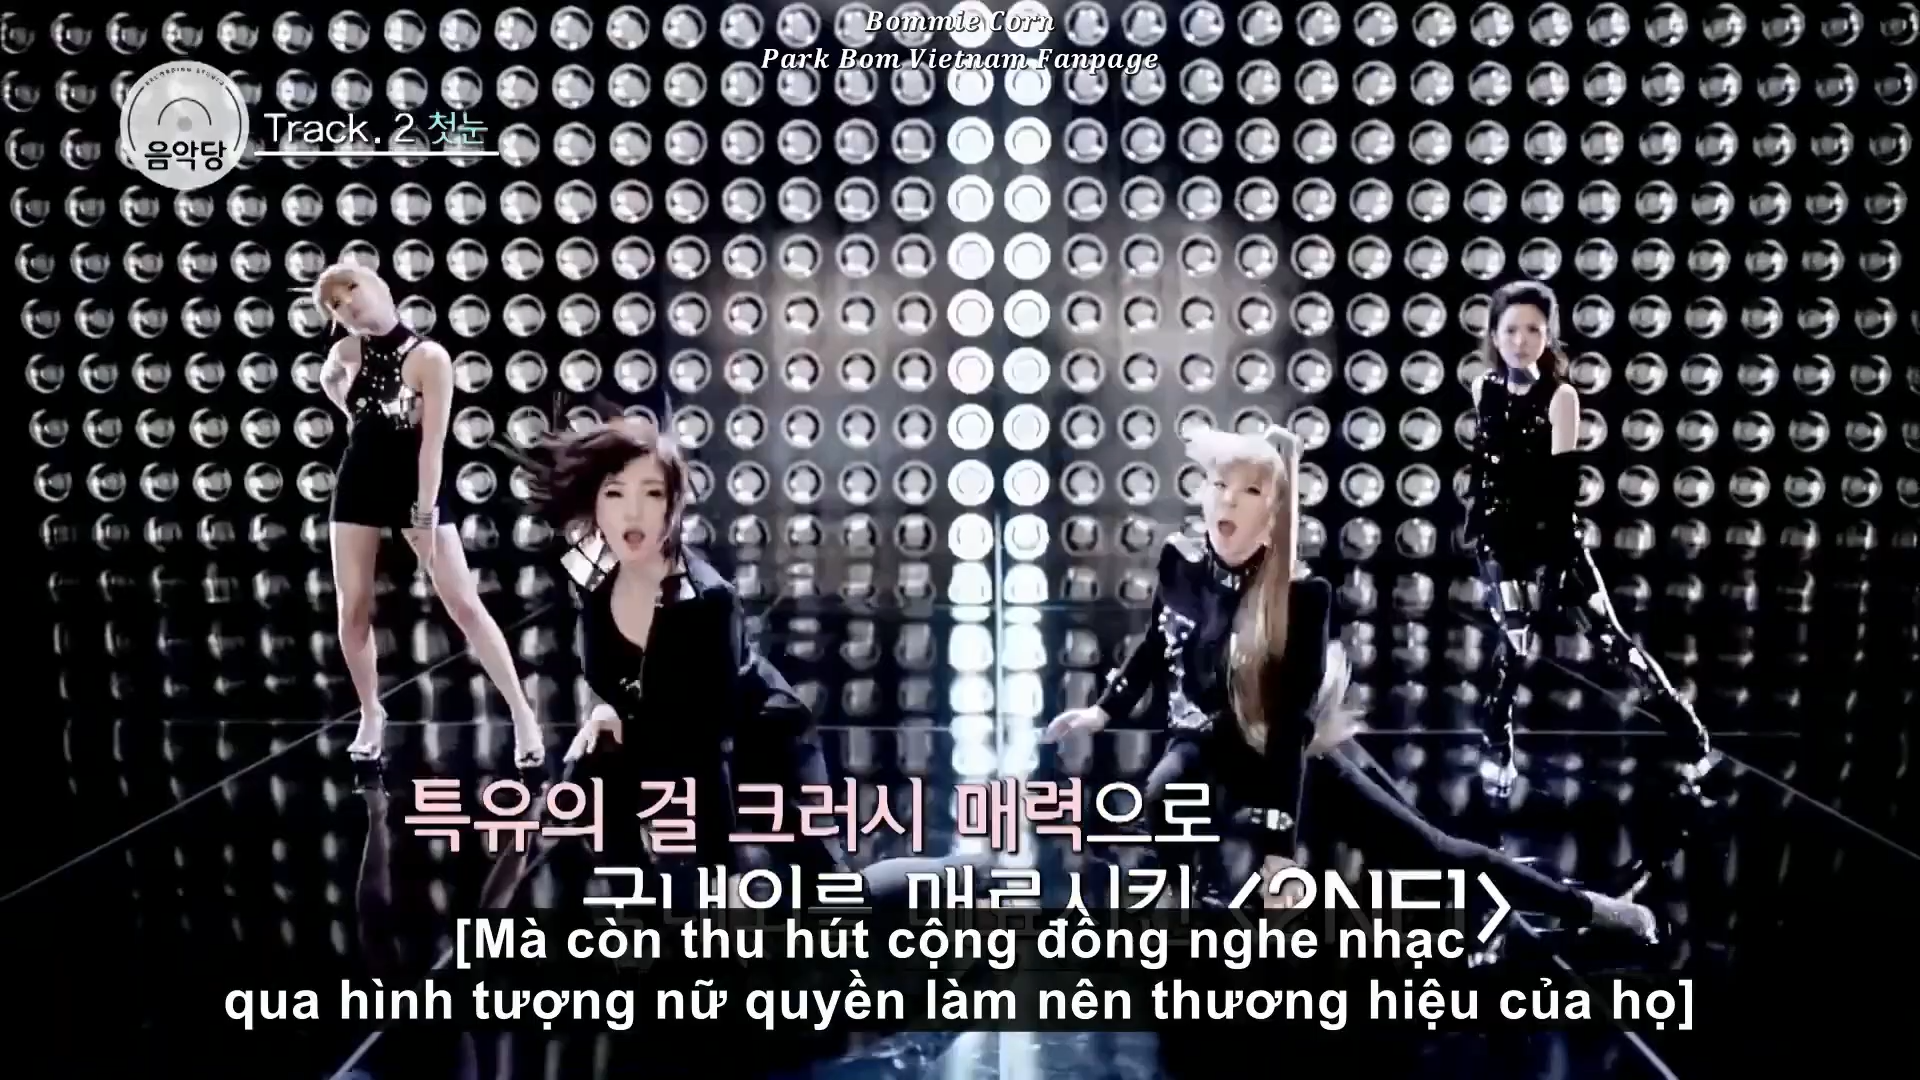 Bommie Corn
Park Bom Vietnam Fanpage
음악당
Track. 2 첫눈
특유의 걸 크러시 매력으로
[Mà còn thu hút cộng đồng nghe nhạc
qua hình tượng nữ quyền làm nên thương hiệu của họ]